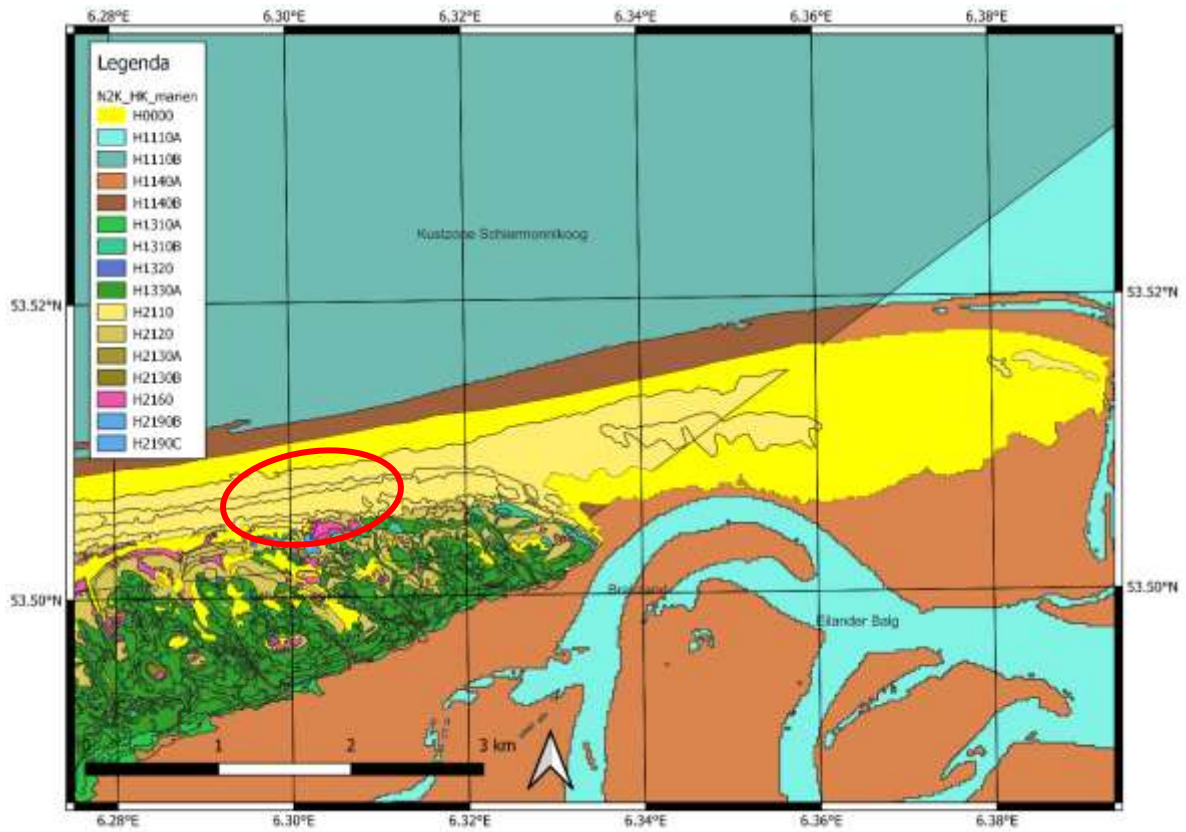 6.28°E 6.30°E 6.32°E 6.34°E 6.36°E 6.38°E
Legenda
N2K_HK_marien
H0000
H1110A
H1110B
H1140A
H1140B
H1310A
H1310B
H1320
H1330A
H2110
H2120
H2130A
H2130B
H2160
H2190B
H2190C
Kustzone Schiermonnikoog
53.52°N 53.52°N
53.50°N 53.50°N
Eilander Balg
0 1 2 3 km
6.28°E 6.30°E 6.32°E 6.34°E 6.36°E 6.38°E